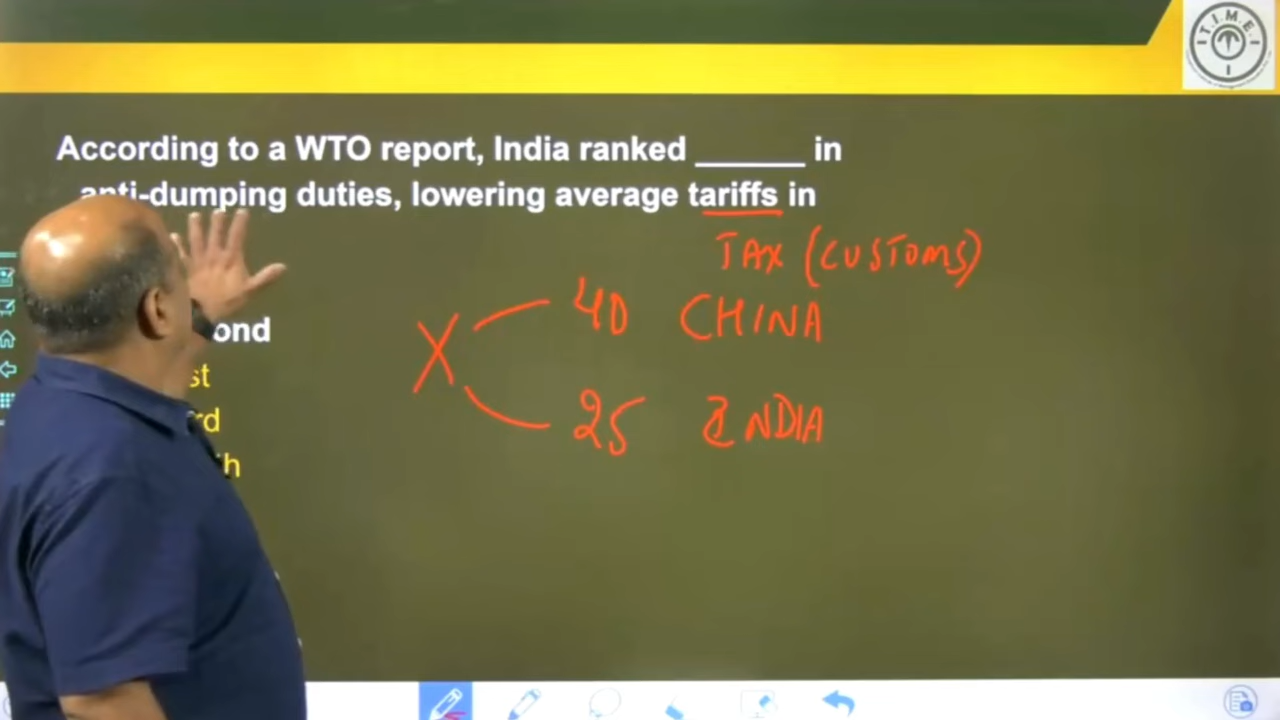 T.I.M.E.
According to a WTO report, India ranked ______ in
anti-dumping duties, lowering average tariffs in
TAX (CUSTOMS)
X 40 CHINA
25 INDIA
ond
st
rd
th